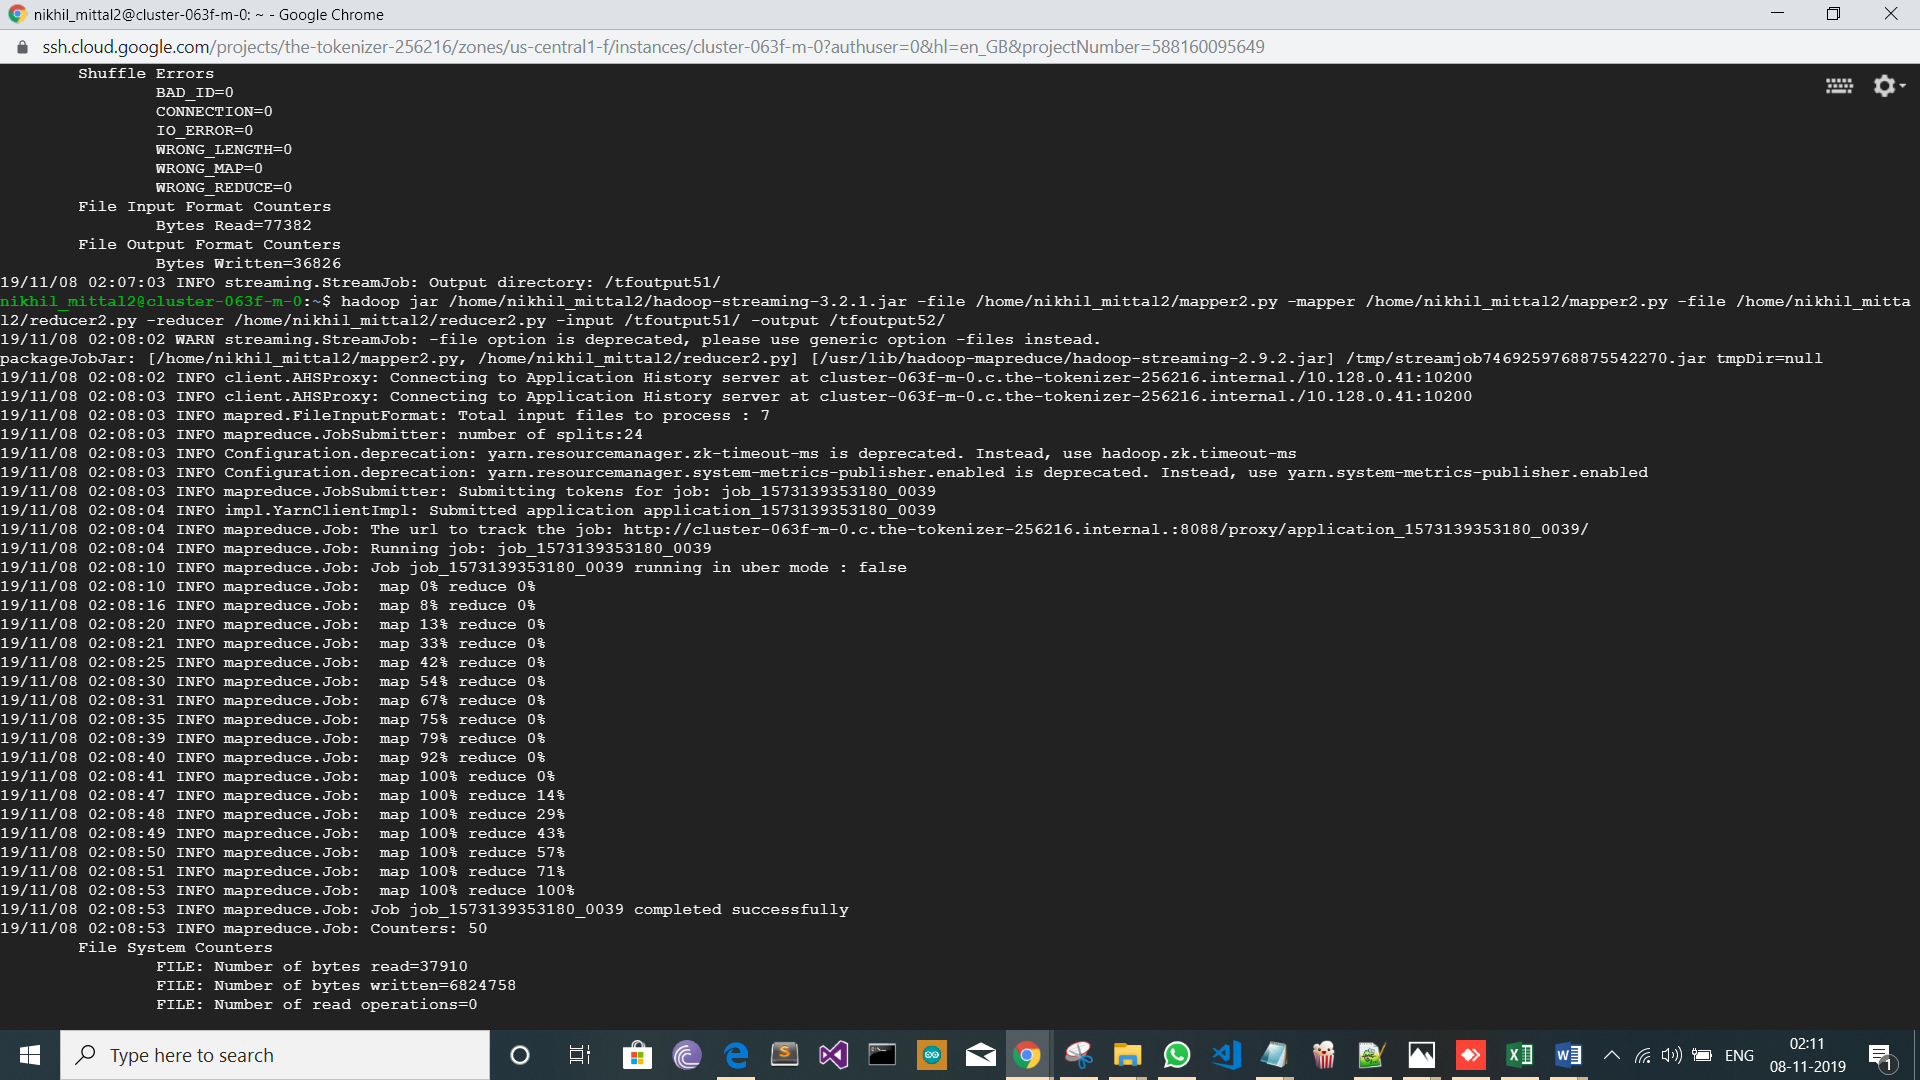 nikhil_mittal2@cluster-063f-m-0: ~ - Google Chrome
ssh.cloud.google.com/projects/the-tokenizer-256216/zones/us-central1-f/instances/cluster-063f-m-0?authuser=0&hl=en_GB&projectNumber=588160095649
Shuffle Errors
BAD_ID=0
CONNECTION=0
IO_ERROR=0
WRONG_LENGTH=0
WRONG_MAP=0
WRONG_REDUCE=0
File Input Format Counters
Bytes Read=77382
File Output Format Counters
Bytes Written=36826
19/11/08 02:07:03 INFO streaming.StreamJob: Output directory: /tfoutput51/
nikhil_mittal2@cluster-063f-m-0:~$ hadoop jar /home/nikhil_mittal2/hadoop-streaming-3.2.1.jar -file /home/nikhil_mittal2/mapper2.py -mapper /home/nikhil_mittal2/mapper2.py -file /home/nikhil_mitta
l2/reducer2.py -reducer /home/nikhil_mittal2/reducer2.py -input /tfoutput51/ -output /tfoutput52/
19/11/08 02:08:02 WARN streaming.StreamJob: -file option is deprecated, please use generic option -files instead.
packageJobJar: [/home/nikhil_mittal2/mapper2.py, /home/nikhil_mittal2/reducer2.py] [/usr/lib/hadoop-mapreduce/hadoop-streaming-2.9.2.jar] /tmp/streamjob7469259768875542270.jar tmpDir=null
19/11/08 02:08:02 INFO client.AHSProxy: Connecting to Application History server at cluster-063f-m-0.c.the-tokenizer-256216.internal./10.128.0.41:10200
19/11/08 02:08:03 INFO client.AHSProxy: Connecting to Application History server at cluster-063f-m-0.c.the-tokenizer-256216.internal./10.128.0.41:10200
19/11/08 02:08:03 INFO mapred.FileInputFormat: Total input files to process : 7
19/11/08 02:08:03 INFO mapreduce.JobSubmitter: number of splits:24
19/11/08 02:08:03 INFO Configuration.deprecation: yarn.resourcemanager.zk-timeout-ms is deprecated. Instead, use hadoop.zk.timeout-ms
19/11/08 02:08:03 INFO Configuration.deprecation: yarn.resourcemanager.system-metrics-publisher.enabled is deprecated. Instead, use yarn.system-metrics-publisher.enabled
19/11/08 02:08:03 INFO mapreduce.JobSubmitter: Submitting tokens for job: job_1573139353180_0039
19/11/08 02:08:04 INFO impl.YarnClientImpl: Submitted application application_1573139353180_0039
19/11/08 02:08:04 INFO mapreduce.Job: The url to track the job: http://cluster-063f-m-0.c.the-tokenizer-256216.internal.:8088/proxy/application_1573139353180_0039/
19/11/08 02:08:04 INFO mapreduce.Job: Running job: job_1573139353180_0039
19/11/08 02:08:10 INFO mapreduce.Job: Job job_1573139353180_0039 running in uber mode : false
19/11/08 02:08:10 INFO mapreduce.Job:  map 0% reduce 0%
19/11/08 02:08:16 INFO mapreduce.Job:  map 8% reduce 0%
19/11/08 02:08:20 INFO mapreduce.Job:  map 13% reduce 0%
19/11/08 02:08:21 INFO mapreduce.Job:  map 33% reduce 0%
19/11/08 02:08:25 INFO mapreduce.Job:  map 42% reduce 0%
19/11/08 02:08:30 INFO mapreduce.Job:  map 54% reduce 0%
19/11/08 02:08:31 INFO mapreduce.Job:  map 67% reduce 0%
19/11/08 02:08:35 INFO mapreduce.Job:  map 75% reduce 0%
19/11/08 02:08:39 INFO mapreduce.Job:  map 79% reduce 0%
19/11/08 02:08:40 INFO mapreduce.Job:  map 92% reduce 0%
19/11/08 02:08:41 INFO mapreduce.Job:  map 100% reduce 0%
19/11/08 02:08:47 INFO mapreduce.Job:  map 100% reduce 14%
19/11/08 02:08:48 INFO mapreduce.Job:  map 100% reduce 29%
19/11/08 02:08:49 INFO mapreduce.Job:  map 100% reduce 43%
19/11/08 02:08:50 INFO mapreduce.Job:  map 100% reduce 57%
19/11/08 02:08:51 INFO mapreduce.Job:  map 100% reduce 71%
19/11/08 02:08:53 INFO mapreduce.Job:  map 100% reduce 100%
19/11/08 02:08:53 INFO mapreduce.Job: Job job_1573139353180_0039 completed successfully
19/11/08 02:08:53 INFO mapreduce.Job: Counters: 50
File System Counters
FILE: Number of bytes read=37910
FILE: Number of bytes written=6824758
FILE: Number of read operations=0
Type here to search
ENG
02:11
08-11-2019
1